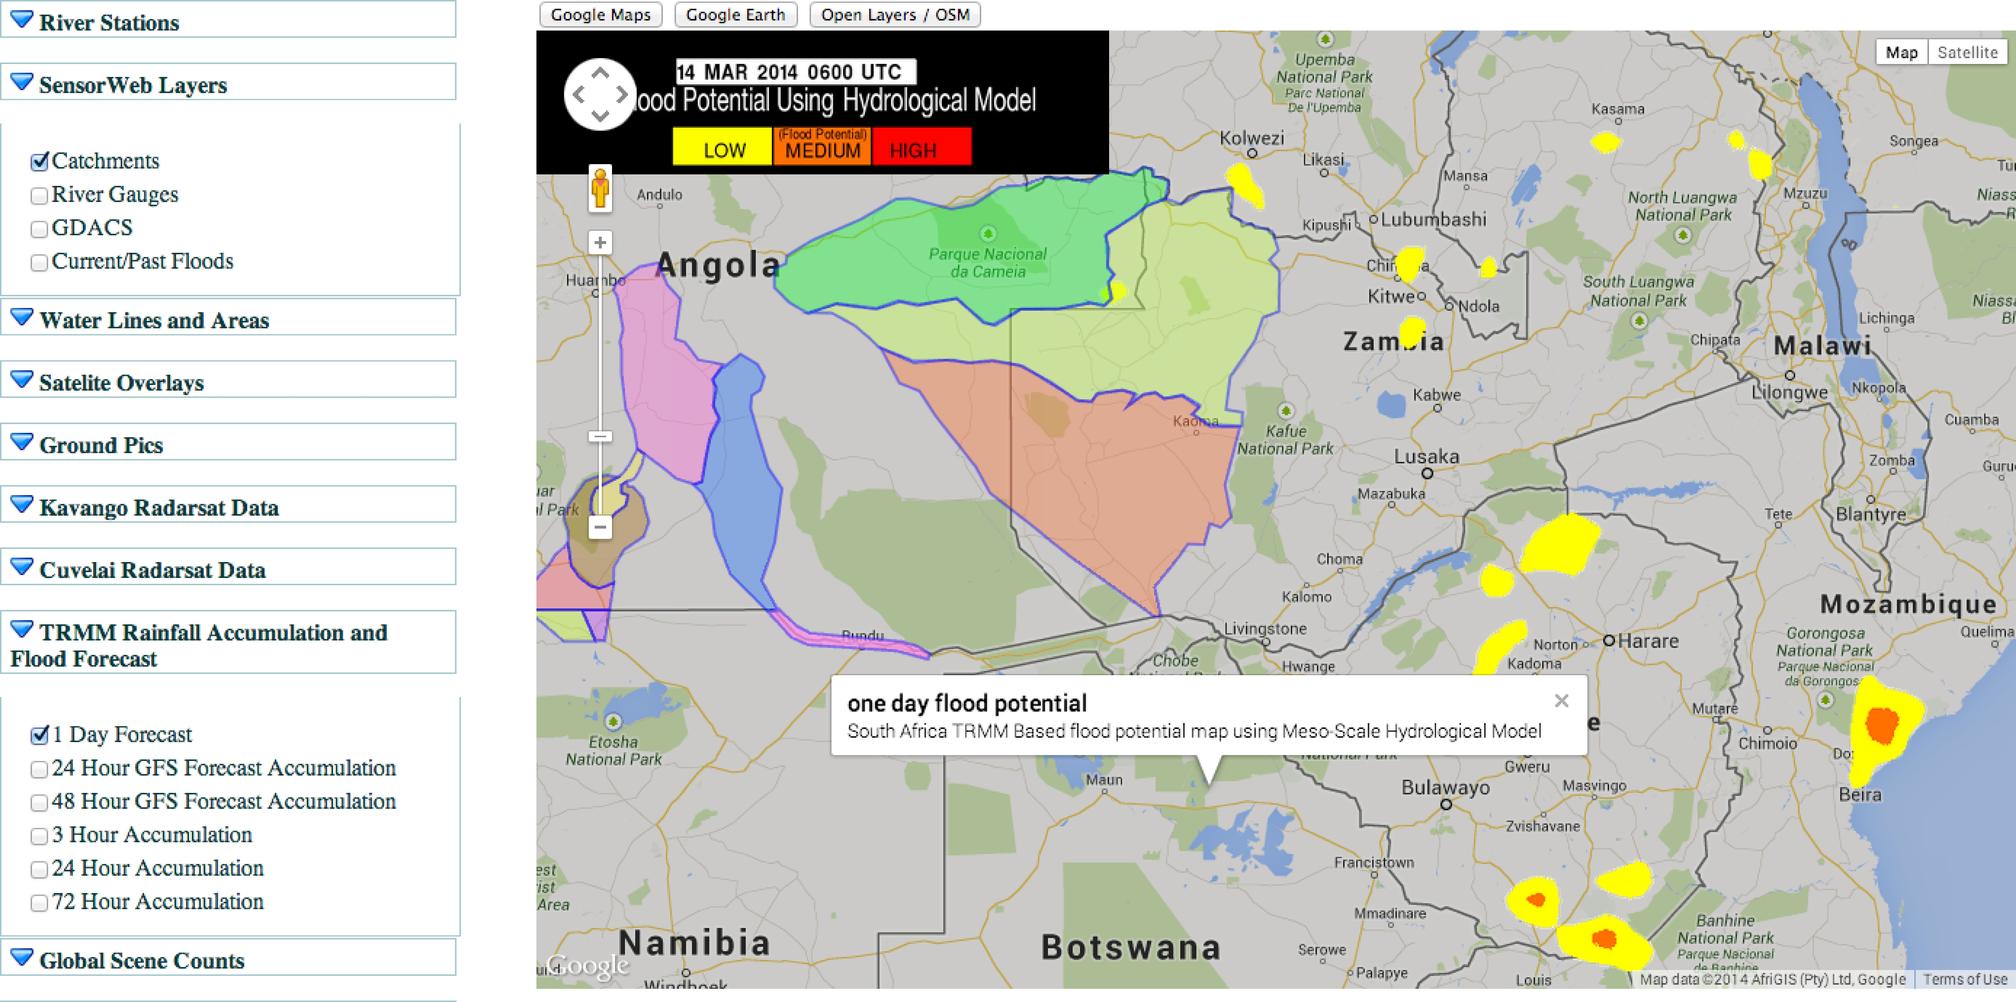 River Stations
SensorWeb Layers
Catchments
River Gauges
GDACS
Current/Past Floods
Water Lines and Areas
Satelite Overlays
Ground Pics
Kavango Radarsat Data
Cuvelai Radarsat Data
TRMM Rainfall Accumulation and
Flood Forecast
1 Day Forecast
24 Hour GFS Forecast Accumulation
48 Hour GFS Forecast Accumulation
3 Hour Accumulation
24 Hour Accumulation
72 Hour Accumulation
Global Scene Counts
Google Maps Google Earth Open Layers / OSM
Map Satellite
14 MAR 2014 0600 UTC
ood Potential Using Hydrological Model
(Flood Potential)
LOW MEDIUM HIGH
Upemba
National Park
Parc National
De l'Upemba
Kolwezi
Likasi
Kasama
Songea
Mansa
Mzuzu
Andulo
North Luangwa
National Park
Kipushi
Lubumbashi
Angola
Huambo
Parque Nacional
da Cameia
Kitwe
Ndola
South Luangwa
National Park
Lichinga
Zambia
Chipata
Malawi
Lilongwe
Nkopola
Kabwe
Kaoma
Kafue
National Park
Cuamba
Lusaka
Zomba
Mazabuka
Tete
Blantyre
Choma
Kalomo
Mozambique
Livingstone
Rundu
Norton
Harare
Gorongosa
National Park
Parque Nacional
da Gorongos
Quelima
Chobe
Hwange
Kadoma
one day flood potential
South Africa TRMM Based flood potential map using Meso-Scale Hydrological Model
Etosha
National Park
Mutare
Chimoio
Do
Maun
Gweru
Bulawayo
Masvingo
Beira
Zvishavane
Francistown
est
ist
Area
Mmadinare
Banhine
National Park
Parque Nacional
de Banhine
Namibia
Botswana
Serowe
Palapye
Louis
Windhoek
Google
Map data ©2014 AfriGIS (Pty) Ltd, Google Terms of Use